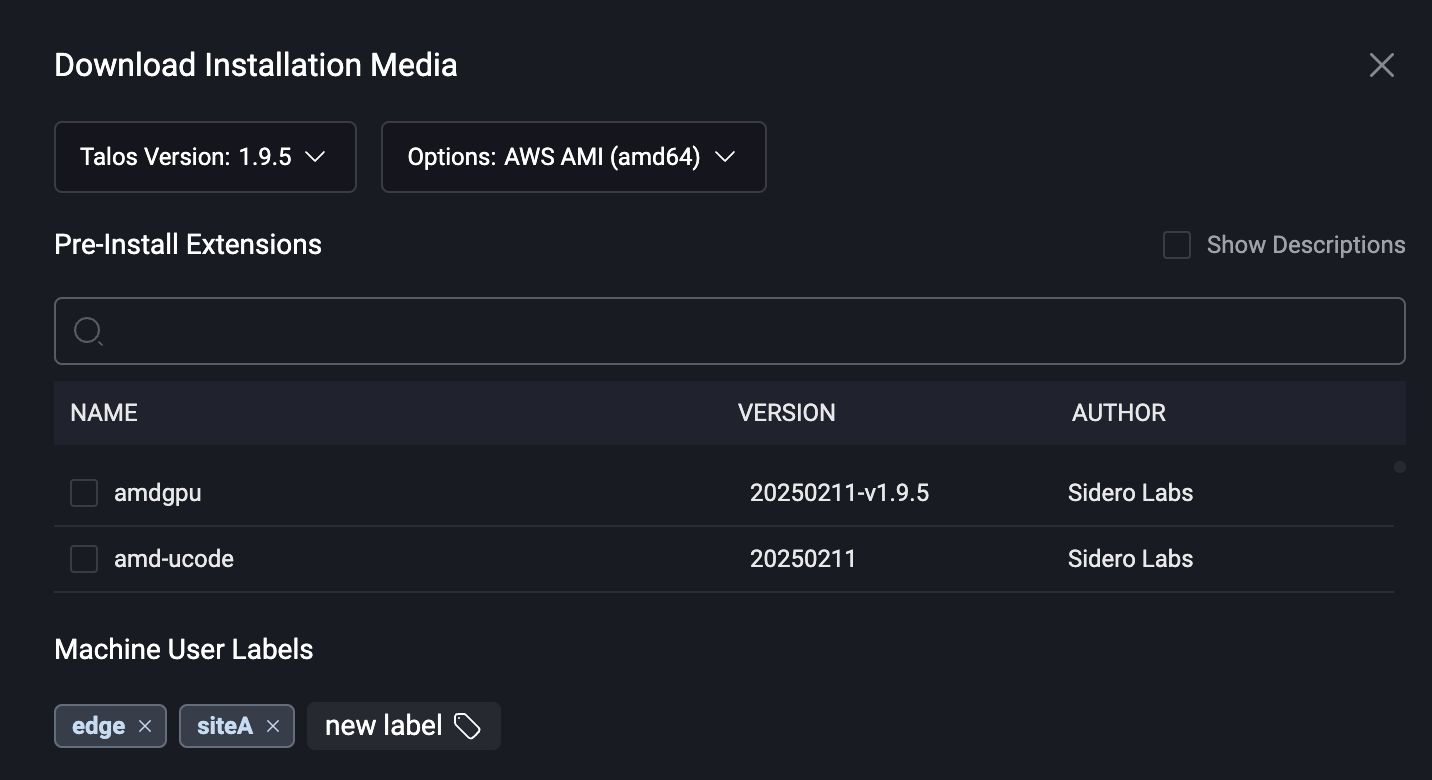 Download Installation Media
Talos Version: 1.9.5 Options: AWS AMI (amd64)
Pre-Install Extensions Show Descriptions
NAME VERSION AUTHOR
amdgpu 20250211-v1.9.5 Sidero Labs
amd-ucode 20250211 Sidero Labs
Machine User Labels
edge siteA new label